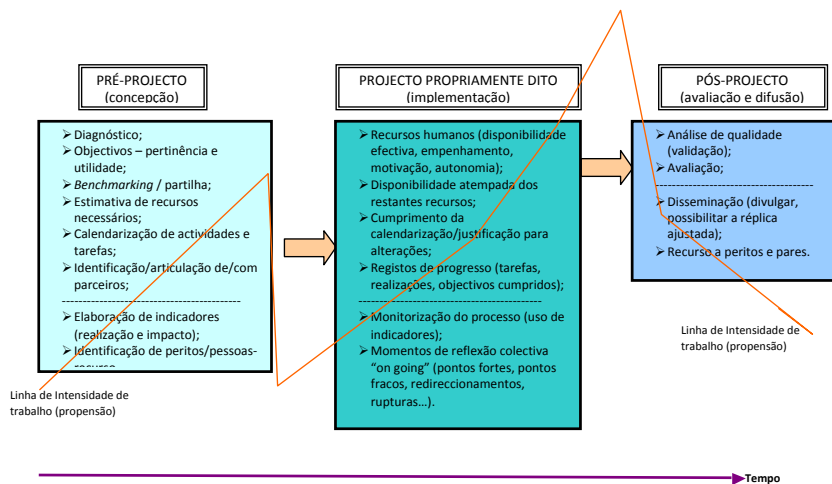 PRÉ-PROJECTO
(concepção)
➢ Diagnóstico;
➢ Objectivos – pertinência e
utilidade;
➢ Benchmarking / partilha;
➢ Estimativa de recursos
necessários;
➢ Calendarização de actividades e
tarefas;
➢ Identificação/articulação de/com
parceiros;
----------------------------------------
➢ Elaboração de indicadores
(realização e impacto);
➢ Identificação de peritos/pessoas-
Linha de Intensidade de
trabalho (propensão)
PROJECTO PROPRIAMENTE DITO
(implementação)
➢ Recursos humanos (disponibilidade
efectiva, empenhamento,
motivação, autonomia);
➢ Disponibilidade atempada dos
restantes recursos;
➢ Cumprimento da
calendarização/justificação para
alterações;
➢ Registos de progresso (tarefas,
realizações, objectivos cumpridos);
----------------------------------------
➢ Monitorização do processo (uso de
indicadores);
➢ Momentos de reflexão colectiva
“on going” (pontos fortes, pontos
fracos, redireccionamentos,
rupturas...).
PÓS-PROJECTO
(avaliação e difusão)
➢ Análise de qualidade
(validação);
➢ Avaliação;
----------------------------------------
➢ Disseminação (divulgar,
possibilitar a réplica
ajustada);
➢ Recurso a peritos e pares.
Linha de Intensidade de
trabalho (propensão)
Tempo